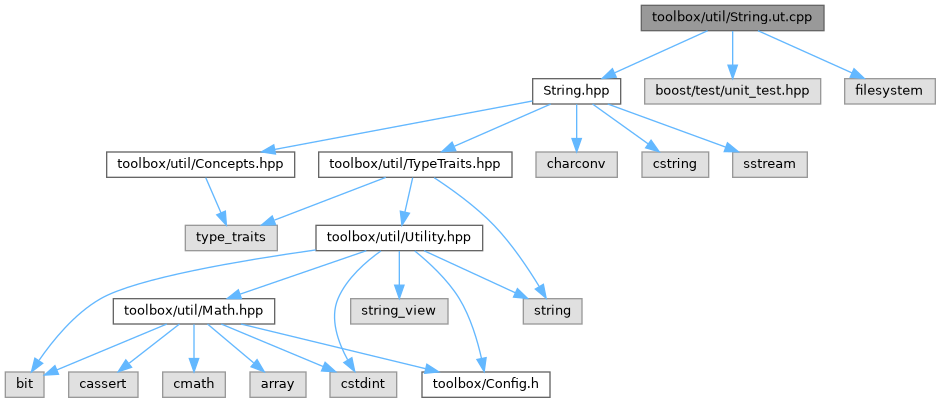 toolbox/util/String.ut.cpp
String.hpp
boost/test/unit_test.hpp
filesystem
toolbox/util/Concepts.hpp
toolbox/util/TypeTraits.hpp
charconv
cstring
sstream
type_traits
toolbox/util/Utility.hpp
toolbox/util/Math.hpp
string_view
string
bit
cassert
cmath
array
cstdint
toolbox/Config.h